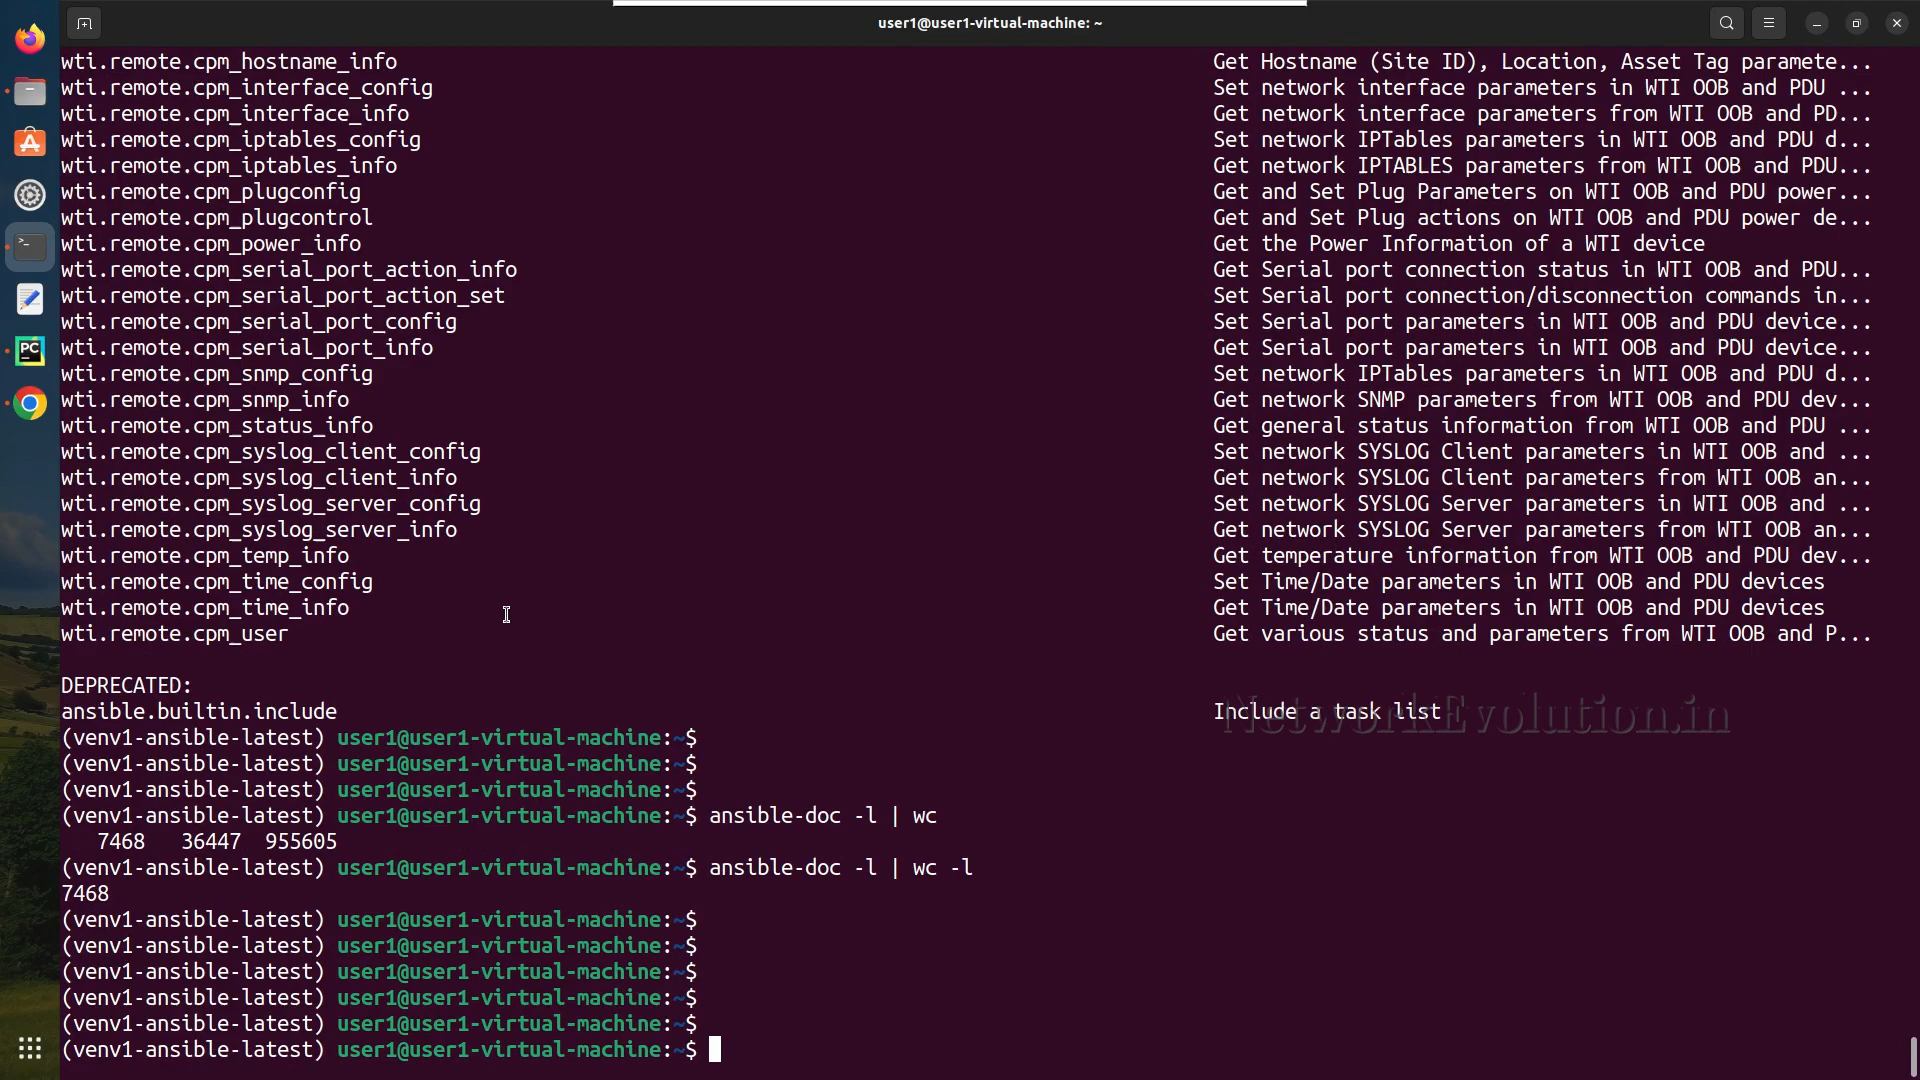 user1@user1-virtual-machine: ~
wti.remote.cpm_hostname_info Get Hostname (Site ID), Location, Asset Tag paramete...
wti.remote.cpm_interface_config Set network interface parameters in WTI OOB and PDU ...
wti.remote.cpm_interface_info Get network interface parameters from WTI OOB and PD...
wti.remote.cpm_iptables_config Set network IPTables parameters in WTI OOB and PDU d...
wti.remote.cpm_iptables_info Get network IPTABLES parameters from WTI OOB and PDU...
wti.remote.cpm_plugconfig Get and Set Plug Parameters on WTI OOB and PDU power...
wti.remote.cpm_plugcontrol Get and Set Plug actions on WTI OOB and PDU power de...
wti.remote.cpm_power_info Get the Power Information of a WTI device
wti.remote.cpm_serial_port_action_info Get Serial port connection status in WTI OOB and PDU...
wti.remote.cpm_serial_port_action_set Set Serial port connection/disconnection commands in...
wti.remote.cpm_serial_port_config Set Serial port parameters in WTI OOB and PDU device...
wti.remote.cpm_serial_port_info Get Serial port parameters in WTI OOB and PDU device...
wti.remote.cpm_snmp_config Set network IPTables parameters in WTI OOB and PDU d...
wti.remote.cpm_snmp_info Get network SNMP parameters from WTI OOB and PDU dev...
wti.remote.cpm_status_info Get general status information from WTI OOB and PDU ...
wti.remote.cpm_syslog_client_config Set network SYSLOG Client parameters in WTI OOB and ...
wti.remote.cpm_syslog_client_info Get network SYSLOG Client parameters from WTI OOB an...
wti.remote.cpm_syslog_server_config Set network SYSLOG Server parameters in WTI OOB and ...
wti.remote.cpm_syslog_server_info Get network SYSLOG Server parameters from WTI OOB an...
wti.remote.cpm_temp_info Get temperature information from WTI OOB and PDU dev...
wti.remote.cpm_time_config Set Time/Date parameters in WTI OOB and PDU devices
wti.remote.cpm_time_info Get Time/Date parameters in WTI OOB and PDU devices
wti.remote.cpm_user Get various status and parameters from WTI OOB and P...
DEPRECATED:
ansible.builtin.include Include a task list
NetworkEvolution.in
(venv1-ansible-latest) user1@user1-virtual-machine:~$
(venv1-ansible-latest) user1@user1-virtual-machine:~$
(venv1-ansible-latest) user1@user1-virtual-machine:~$
(venv1-ansible-latest) user1@user1-virtual-machine:~$ ansible-doc -l | wc
7468 36447 955605
(venv1-ansible-latest) user1@user1-virtual-machine:~$ ansible-doc -l | wc -l
7468
(venv1-ansible-latest) user1@user1-virtual-machine:~$
(venv1-ansible-latest) user1@user1-virtual-machine:~$
(venv1-ansible-latest) user1@user1-virtual-machine:~$
(venv1-ansible-latest) user1@user1-virtual-machine:~$
(venv1-ansible-latest) user1@user1-virtual-machine:~$
(venv1-ansible-latest) user1@user1-virtual-machine:~$
PC